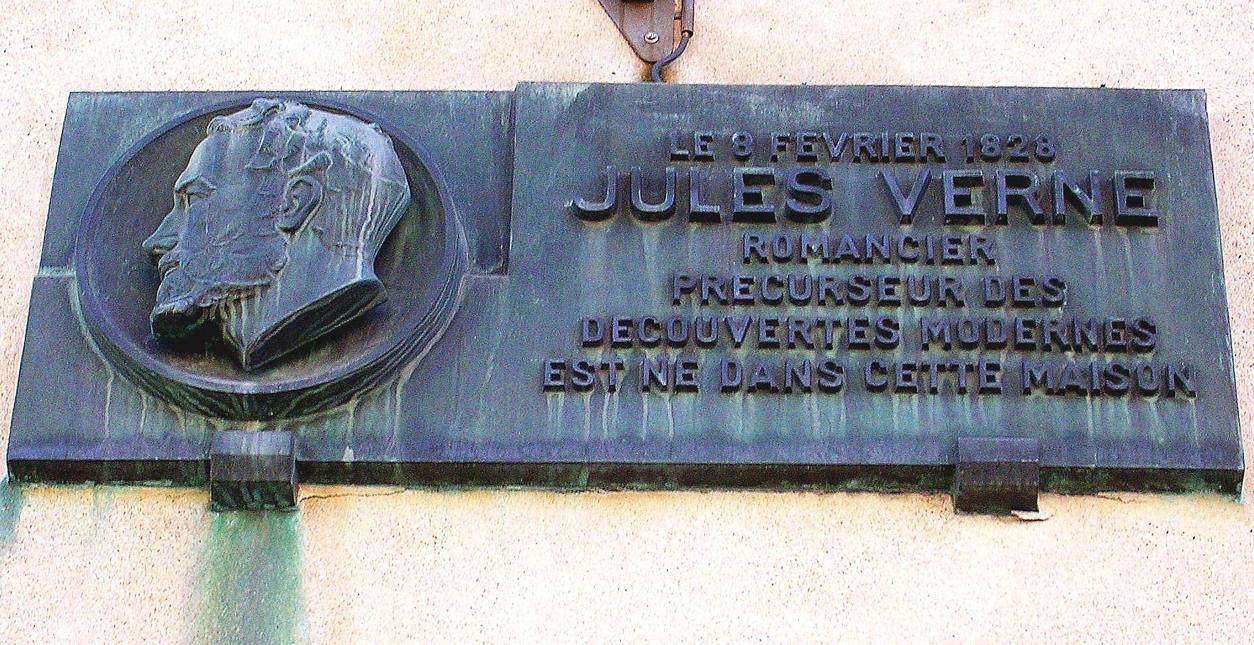 LE 8 FEVRIER 1828
JULES VERNE
ROMANCIER
PRECURSEUR DES
DECOUVERTES MODERNES
EST NE DANS CETTE MAISON